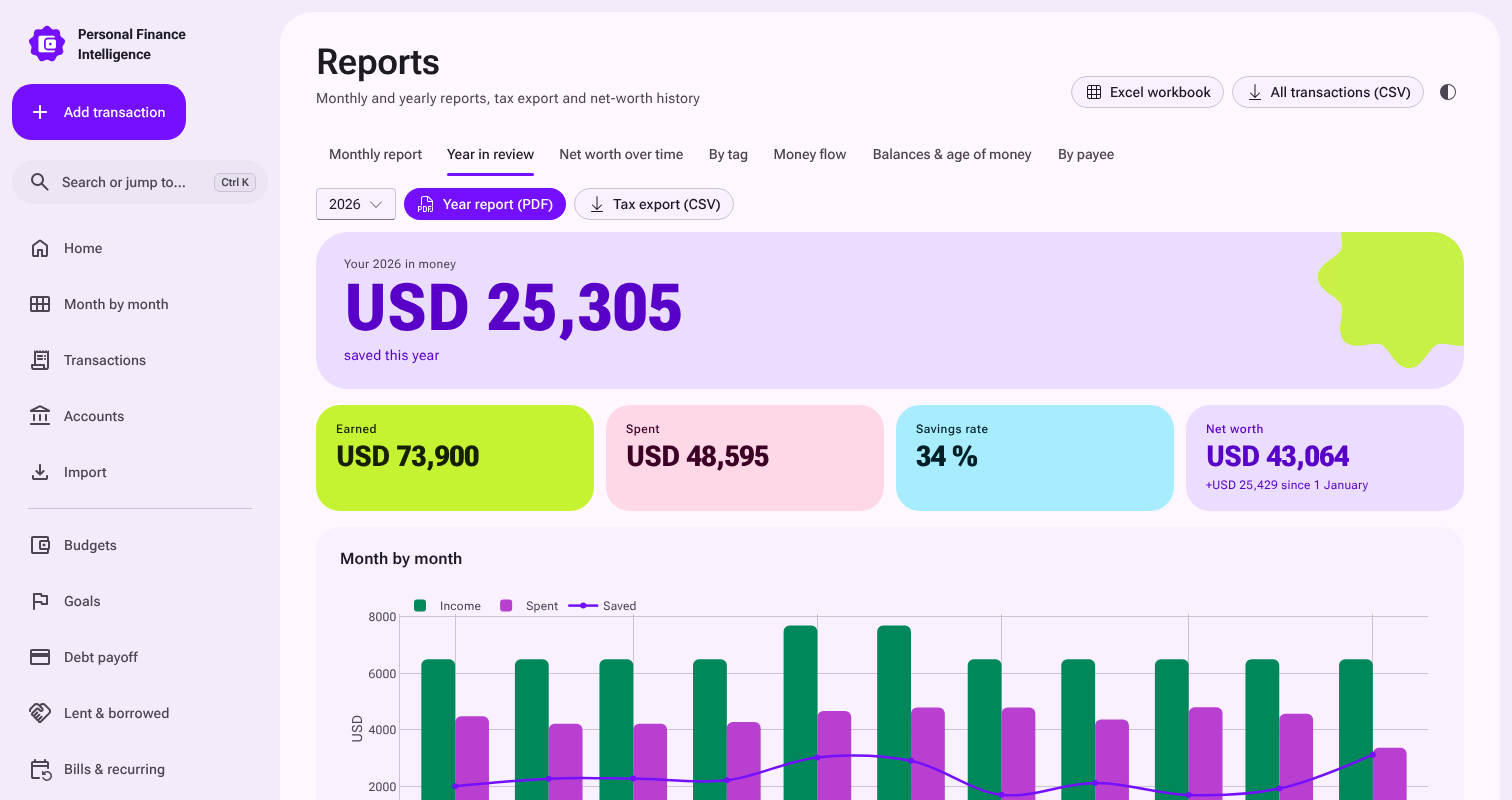 Personal Finance
Intelligence
Add transaction
Search or jump to...
Ctrl K
Home
Month by month
Transactions
Accounts
Import
Budgets
Goals
Debt payoff
Lent & borrowed
Bills & recurring
Reports
Monthly and yearly reports, tax export and net-worth history
Excel workbook
All transactions (CSV)
Monthly report
Year in review
Net worth over time
By tag
Money flow
Balances & age of money
By payee
2026
PDF
Year report (PDF)
Tax export (CSV)
Your 2026 in money
USD 25,305
saved this year
Earned
USD 73,900
Spent
USD 48,595
Savings rate
34 %
Net worth
USD 43,064
+USD 25,429 since 1 January
Month by month
Income
Spent
Saved
8000
6000
4000
2000
USD